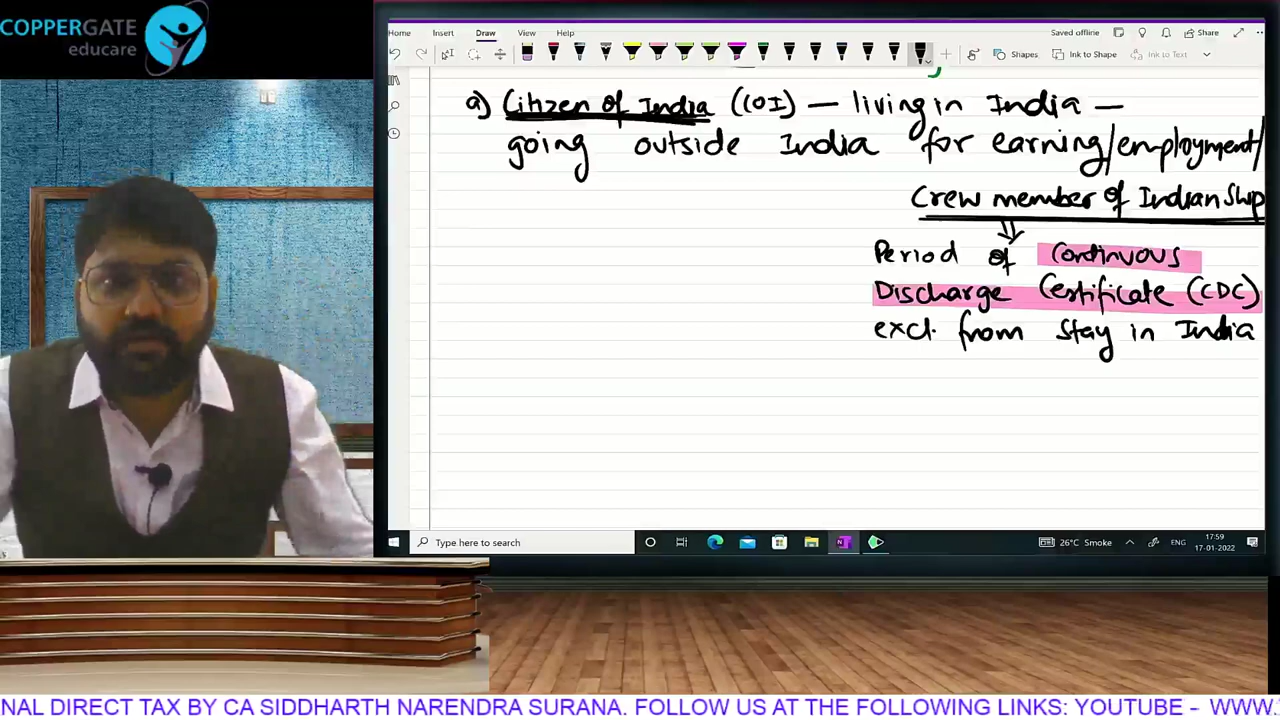 COPPERGATE
educare
Home Insert Draw View Help
Saved offline
Share
Shapes
Ink to Shape
Ink to Text
a) Citizen of India (COI) — living in India —
going outside India for earning/employment/
Crew member of Indian Ship
Period of Continuous
Discharge Certificate (CDC)
excl. from stay in India
Type here to search
26°C Smoke
ENG
17:59
17-01-2022
NAL DIRECT TAX BY CA SIDDHARTH NARENDRA SURANA. FOLLOW US AT THE FOLLOWING LINKS: YOUTUBE - WWW.